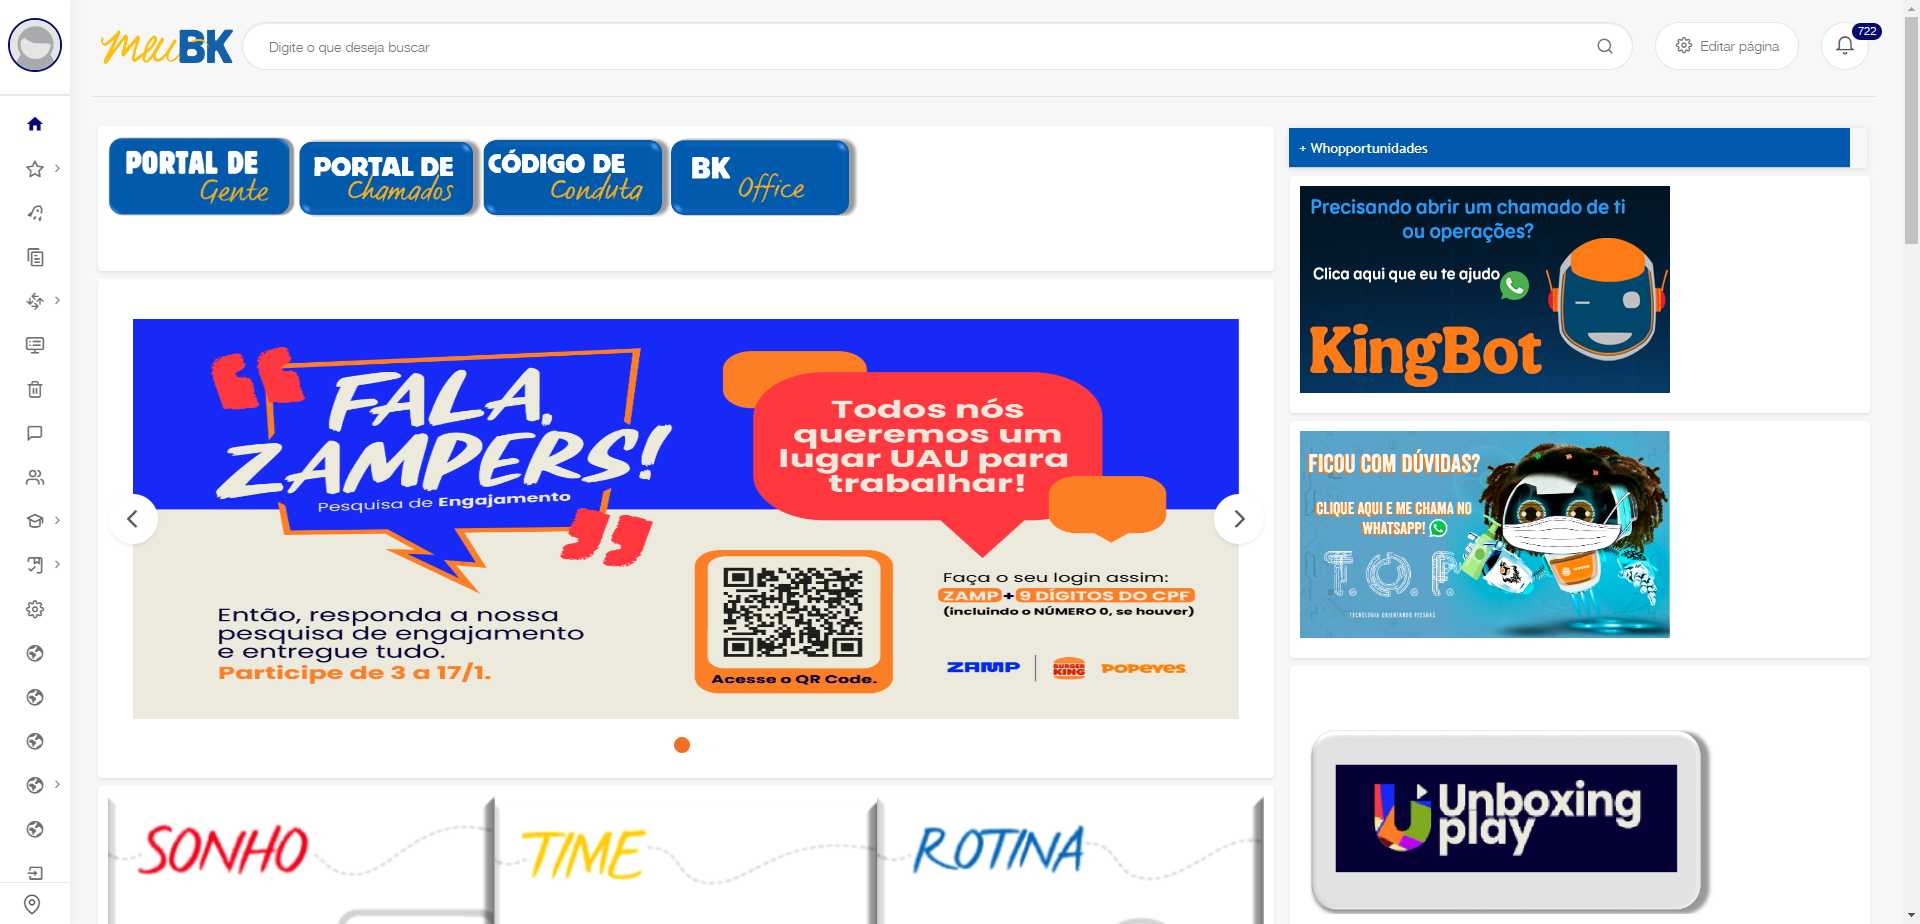 meuBK
Digite o que deseja buscar
Editar página
722
PORTAL DE
Gente
PORTAL DE
Chamados
CÓDIGO DE
Conduta
BK
Office
+ Whopportunidades
Precisando abrir um chamado de ti
ou operações?
Clica aqui que eu te ajudo
KingBot
FALA,
ZAMPERS!
Pesquisa de Engajamento
Todos nós
queremos um
lugar UAU para
trabalhar!
Então, responda a nossa
pesquisa de engajamento
e entregue tudo.
Participe de 3 a 17/1.
Acesse o QR Code.
Faça o seu login assim:
ZAMP + 9 DÍGITOS DO CPF
(incluindo o NÚMERO 0, se houver)
ZAMP
BURGER
KING
POPEYES
FICOU COM DÚVIDAS?
CLIQUE AQUI E ME CHAMA NO
WHATSAPP!
T.O.P.
TECNOLOGIA ORIENTANDO PESSOAS
Unboxing
play
SONHO
TIME
ROTINA